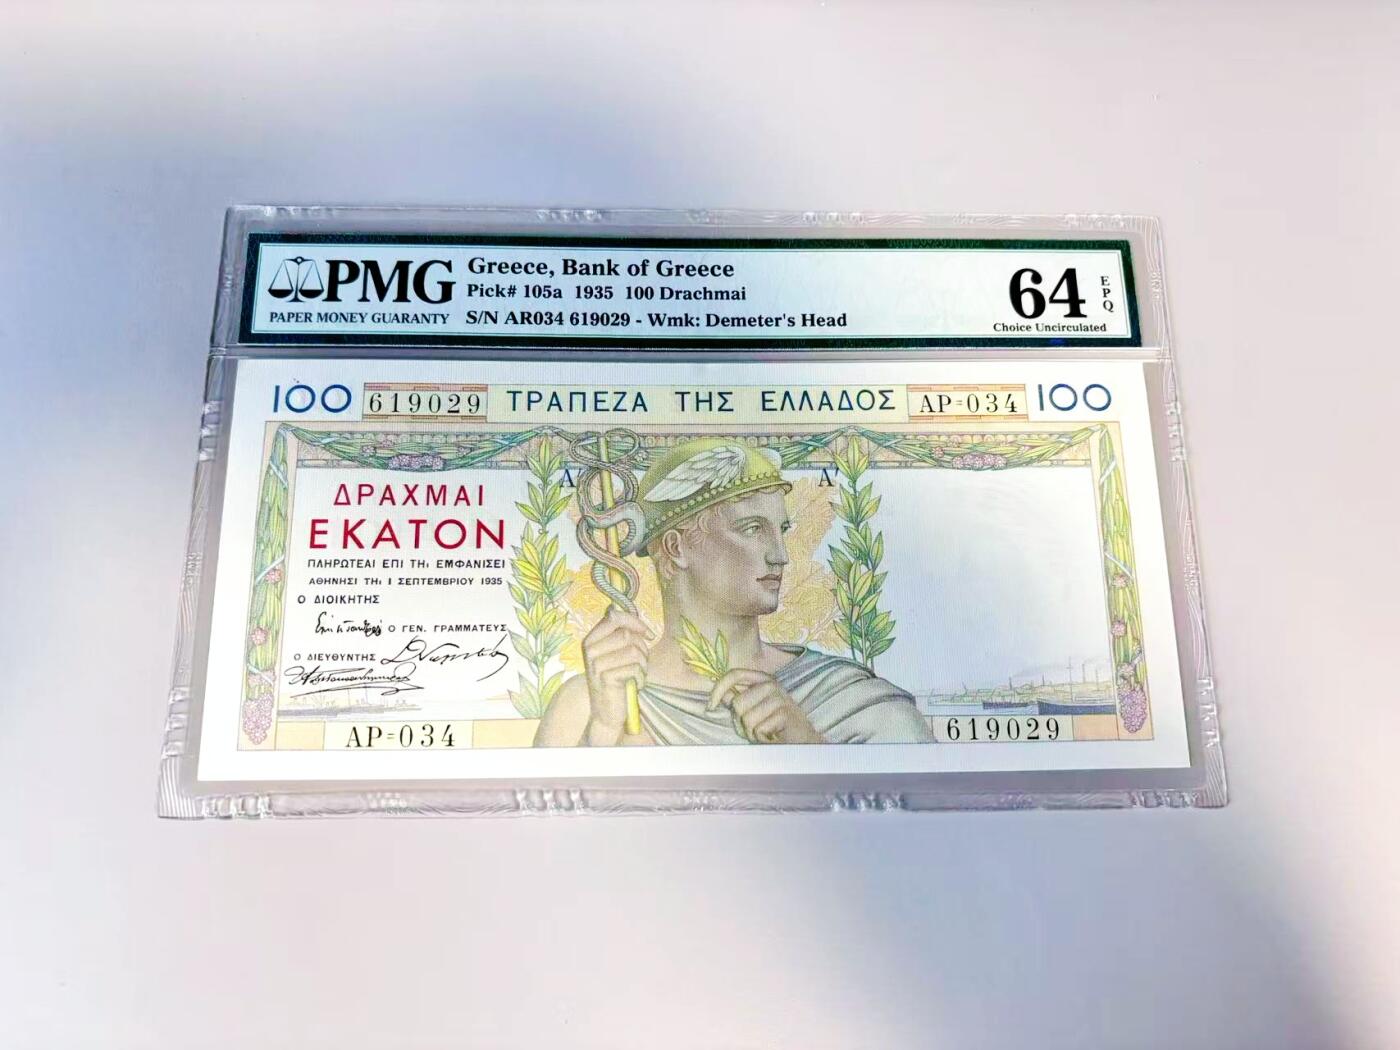 PMG
PAPER MONEY GUARANTY
Greece, Bank of Greece
Pick# 105a 1935 100 Drachmai
S/N AR034 619029 - Wmk: Demeter's Head
64
EPQ
Choice Uncirculated
100 619029 ΤΡΑΠΕΖΑ ΤΗΣ ΕΛΛΑΔΟΣ ΑΡ=034 100
Α' Α'
ΔΡΑΧΜΑΙ
ΕΚΑΤΟΝ
ΠΛΗΡΩΤΕΑΙ ΕΠΙ ΤΗι ΕΜΦΑΝΙΣΕΙ
ΑΘΗΝΗΣΙ ΤΗι 1 ΣΕΠΤΕΜΒΡΙΟΥ 1935
Ο ΔΙΟΙΚΗΤΗΣ
Ο ΓΕΝ. ΓΡΑΜΜΑΤΕΥΣ
Ο ΔΙΕΥΘΥΝΤΗΣ
ΑΡ=034
619029